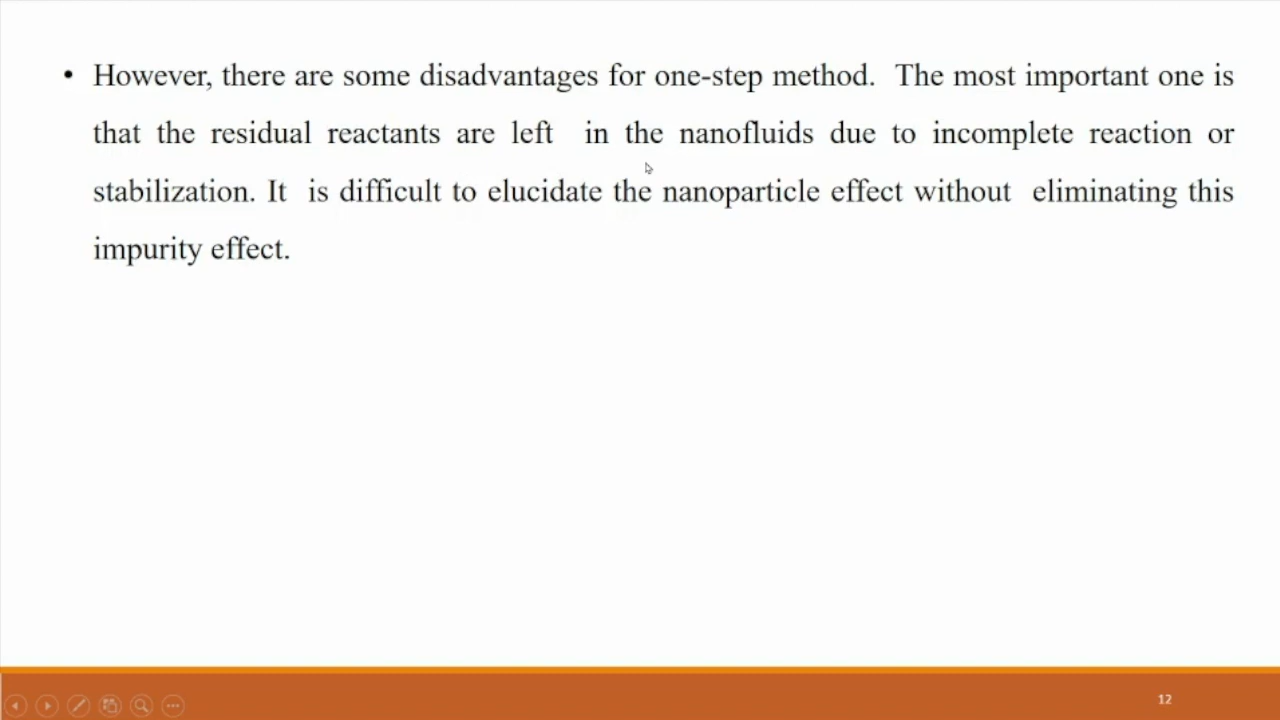 • However, there are some disadvantages for one-step method. The most important one is
that the residual reactants are left in the nanofluids due to incomplete reaction or
stabilization. It is difficult to elucidate the nanoparticle effect without eliminating this
impurity effect.
12